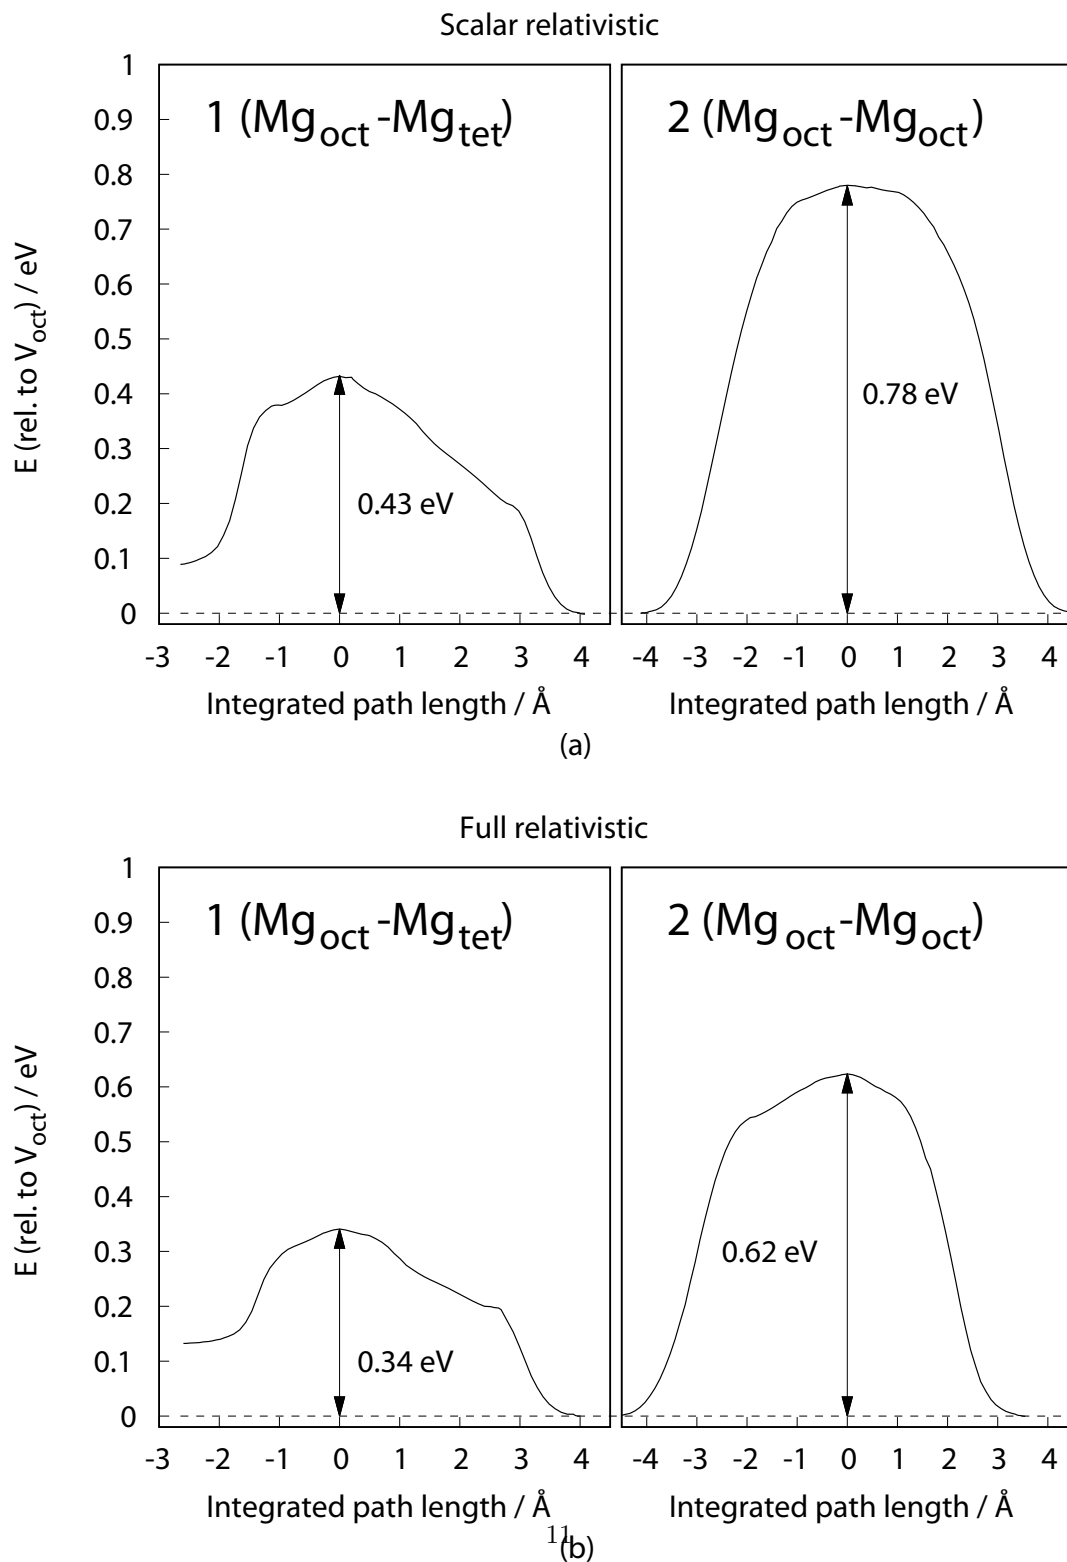 Scalar relativistic
1 (Mg_oct-Mg_tet)
2 (Mg_oct-Mg_oct)
E (rel. to V_oct) / eV
1
0.9
0.8
0.7
0.6
0.5
0.4
0.3
0.2
0.1
0
0.43 eV
0.78 eV
-3 -2 -1 0 1 2 3 4
-4 -3 -2 -1 0 1 2 3 4
Integrated path length / Å
Integrated path length / Å
(a)
Full relativistic
1 (Mg_oct-Mg_tet)
2 (Mg_oct-Mg_oct)
E (rel. to V_oct) / eV
1
0.9
0.8
0.7
0.6
0.5
0.4
0.3
0.2
0.1
0
0.34 eV
0.62 eV
-3 -2 -1 0 1 2 3 4
-4 -3 -2 -1 0 1 2 3 4
Integrated path length / Å
Integrated path length / Å
11
(b)